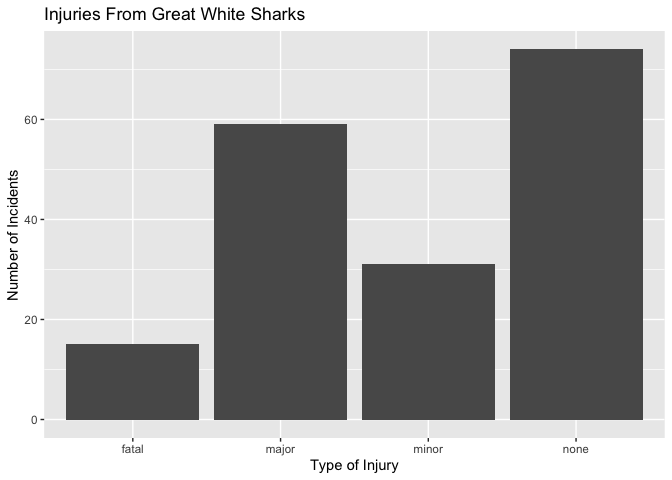 Injuries From Great White Sharks
Number of Incidents
60
40
20
0
fatal major minor none
Type of Injury